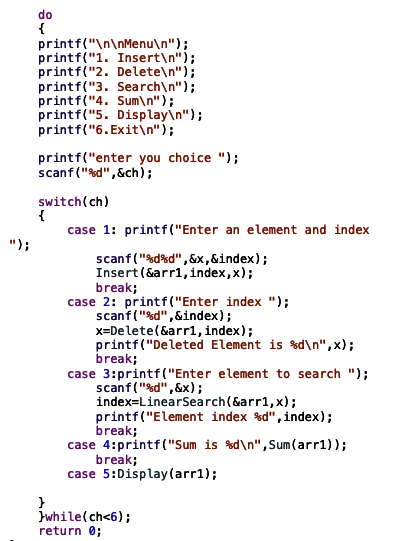 do
{
printf("\n\nMenu\n");
printf("1. Insert\n");
printf("2. Delete\n");
printf("3. Search\n");
printf("4. Sum\n");
printf("5. Display\n");
printf("6.Exit\n");
printf("enter you choice ");
scanf("%d",&ch);
switch(ch)
{
case 1: printf("Enter an element and index
");
scanf("%d%d",&x,&index);
Insert(&arr1,index,x);
break;
case 2: printf("Enter index ");
scanf("%d",&index);
x=Delete(&arr1,index);
printf("Deleted Element is %d\n",x);
break;
case 3:printf("Enter element to search ");
scanf("%d",&x);
index=LinearSearch(&arr1,x);
printf("Element index %d",index);
break;
case 4:printf("Sum is %d\n",Sum(arr1));
break;
case 5:Display(arr1);
}
}while(ch<6);
return 0;